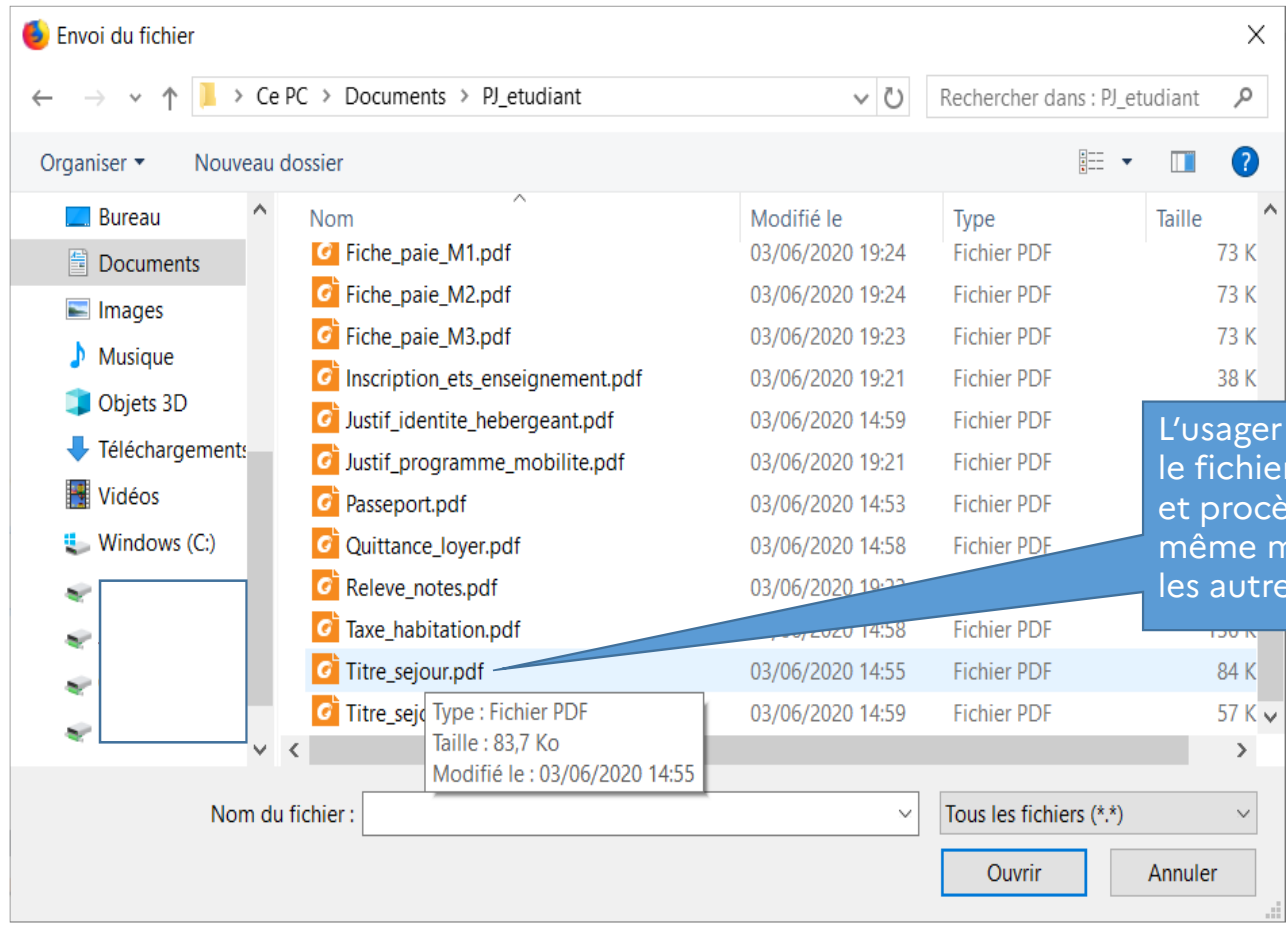 Envoi du fichier
Ce PC > Documents > PJ_etudiant
Rechercher dans : PJ_etudiant
Organiser
Nouveau dossier
?
Bureau
Documents
Images
Musique
Objets 3D
Téléchargements
Vidéos
Windows (C:)
Nom Modifié le Type Taille
Fiche_paie_M1.pdf 03/06/2020 19:24 Fichier PDF 73 K
Fiche_paie_M2.pdf 03/06/2020 19:24 Fichier PDF 73 K
Fiche_paie_M3.pdf 03/06/2020 19:23 Fichier PDF 73 K
Inscription_ets_enseignement.pdf 03/06/2020 19:21 Fichier PDF 38 K
Justif_identite_hebergeant.pdf 03/06/2020 14:59 Fichier PDF
Justif_programme_mobilite.pdf 03/06/2020 19:21 Fichier PDF
Passeport.pdf 03/06/2020 14:53 Fichier PDF
Quittance_loyer.pdf 03/06/2020 14:58 Fichier PDF
Releve_notes.pdf
Taxe_habitation.pdf 14:58 Fichier PDF
Titre_sejour.pdf 03/06/2020 14:55 Fichier PDF 84 K
Titre_sej 03/06/2020 14:59 Fichier PDF 57 K
Type : Fichier PDF
Taille : 83,7 Ko
Modifié le : 03/06/2020 14:55
L'usager
le fichier
et procè
même m
les autre
Nom du fichier :
Tous les fichiers (*.*)
Ouvrir
Annuler